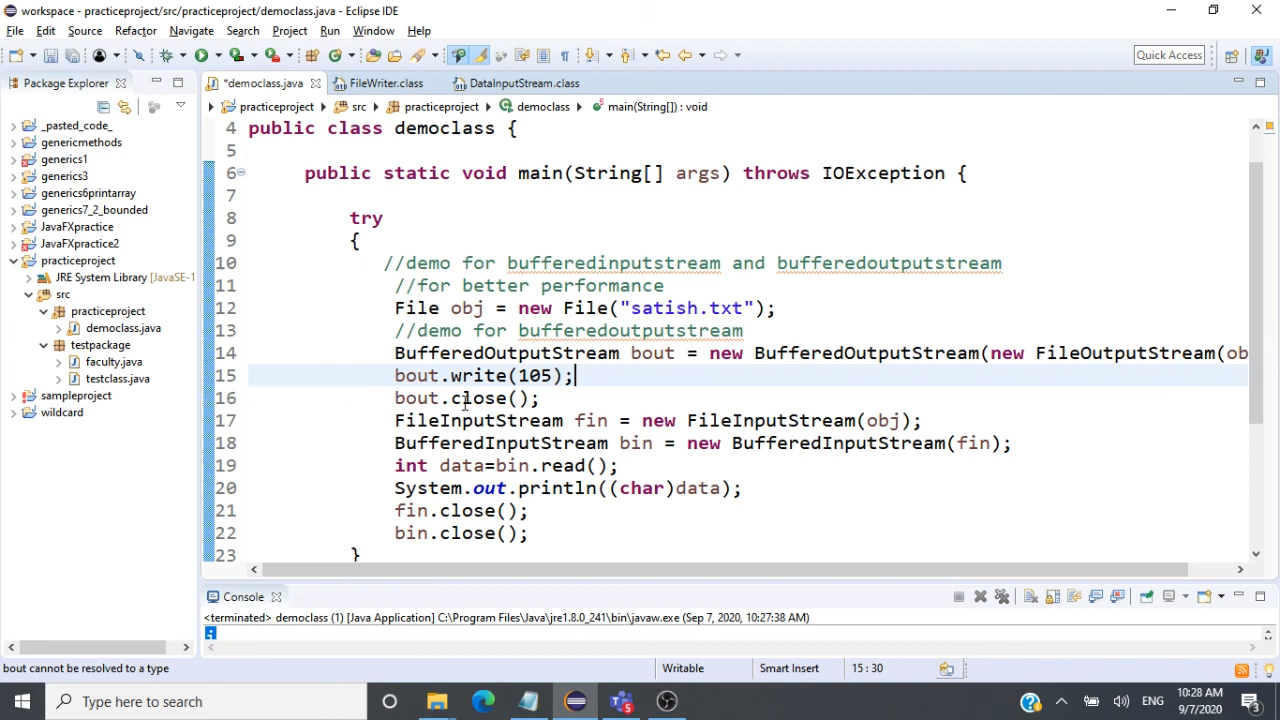 workspace - practiceproject/src/practiceproject/democlass.java - Eclipse IDE
File Edit Source Refactor Navigate Search Project Run Window Help
Quick Access
Package Explorer
*democlass.java
FileWriter.class
DataInputStream.class
practiceproject src practiceproject democlass main(String[]) : void
_pasted_code_
genericmethods
generics1
generics3
generics6printarray
generics7_2_bounded
JavaFXpractice
JavaFXpractice2
practiceproject
JRE System Library [JavaSE-1
src
practiceproject
democlass.java
testpackage
faculty.java
testclass.java
sampleproject
wildcard
4 public class democlass {
5
6 public static void main(String[] args) throws IOException {
7
8 try
9 {
10 //demo for bufferedinputstream and bufferedoutputstream
11 //for better performance
12 File obj = new File("satish.txt");
13 //demo for bufferedoutputstream
14 BufferedOutputStream bout = new BufferedOutputStream(new FileOutputStream(ob
15 bout.write(105);
16 bout.close();
17 FileInputStream fin = new FileInputStream(obj);
18 BufferedInputStream bin = new BufferedInputStream(fin);
19 int data=bin.read();
20 System.out.println((char)data);
21 fin.close();
22 bin.close();
23 }
Console
<terminated> democlass (1) [Java Application] C:\Program Files\Java\jre1.8.0_241\bin\javaw.exe (Sep 7, 2020, 10:27:38 AM)
i
bout cannot be resolved to a type
Writable
Smart Insert
15 : 30
Type here to search
ENG
10:28 AM
9/7/2020
3